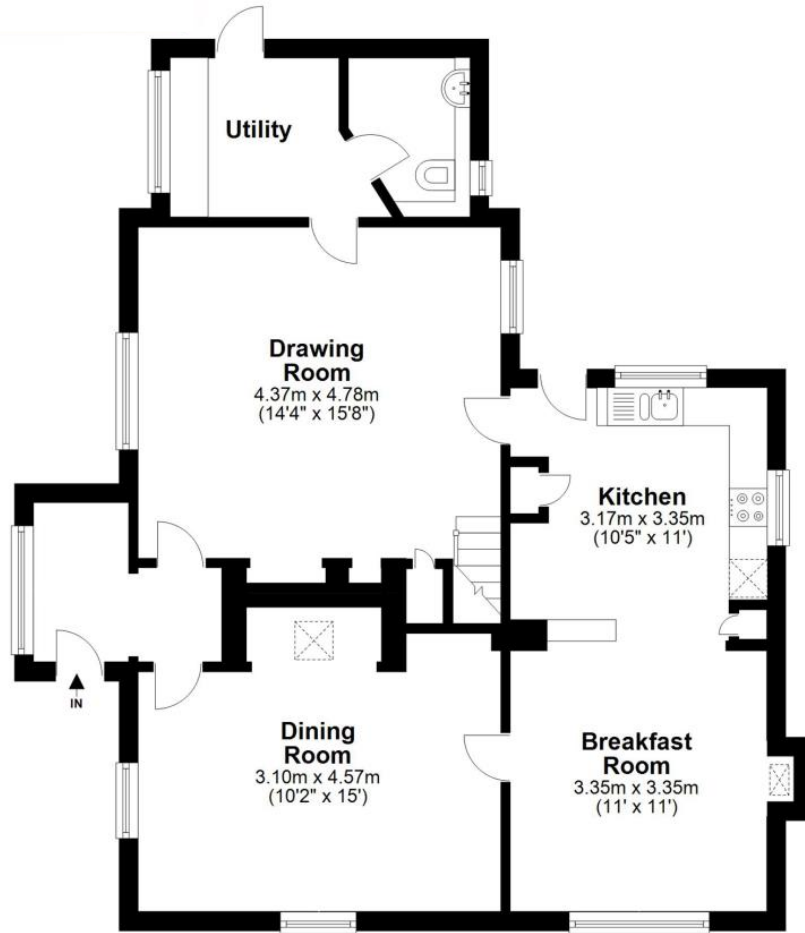 Utility
Drawing
Room
4.37m x 4.78m
(14'4" x 15'8")
Kitchen
3.17m x 3.35m
(10'5" x 11')
IN
Dining
Room
3.10m x 4.57m
(10'2" x 15')
Breakfast
Room
3.35m x 3.35m
(11' x 11')